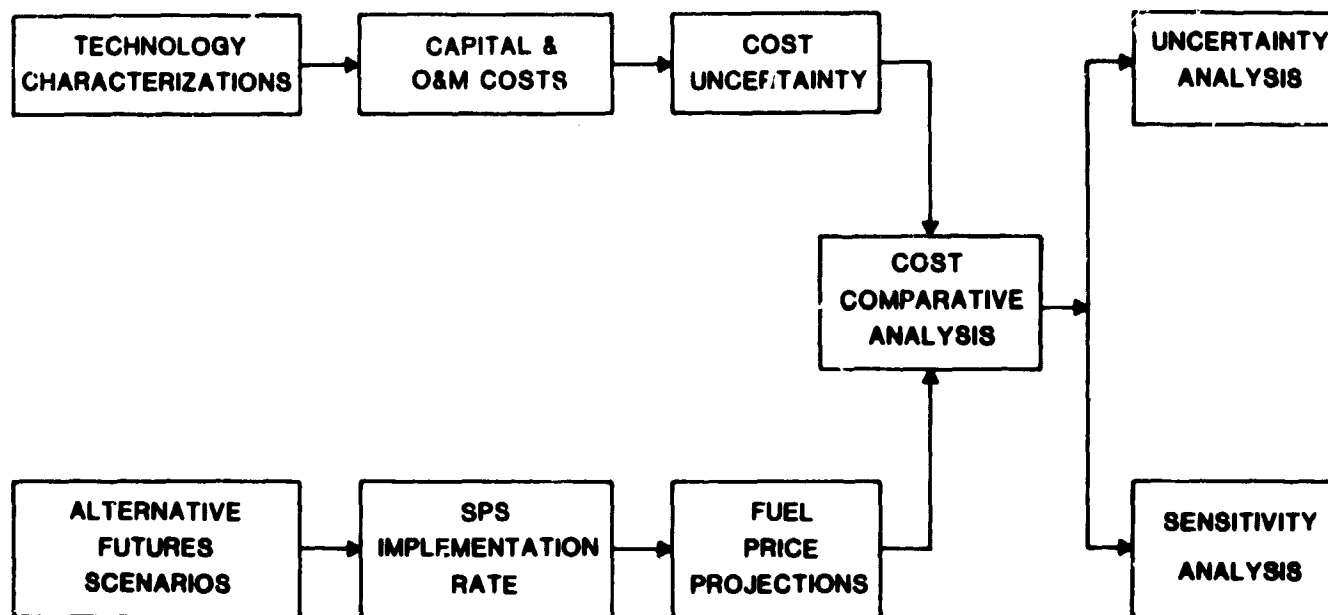 TECHNOLOGY
CHARACTERIZATIONS
CAPITAL &
O&M COSTS
COST
UNCERTAINTY
UNCERTAINTY
ANALYSIS
COST
COMPARATIVE
ANALYSIS
ALTERNATIVE
FUTURES
SCENARIOS
SPS
IMPLEMENTATION
RATE
FUEL
PRICE
PROJECTIONS
SENSITIVITY
ANALYSIS